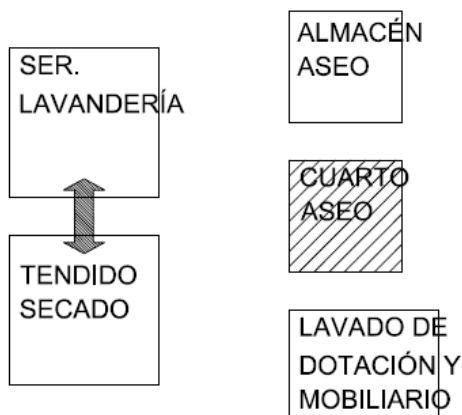 SER.
LAVANDERÍA
TENDIDO
SECADO
ALMACÉN
ASEO
CUARTO
ASEO
LAVADO DE
DOTACIÓN Y
MOBILIARIO